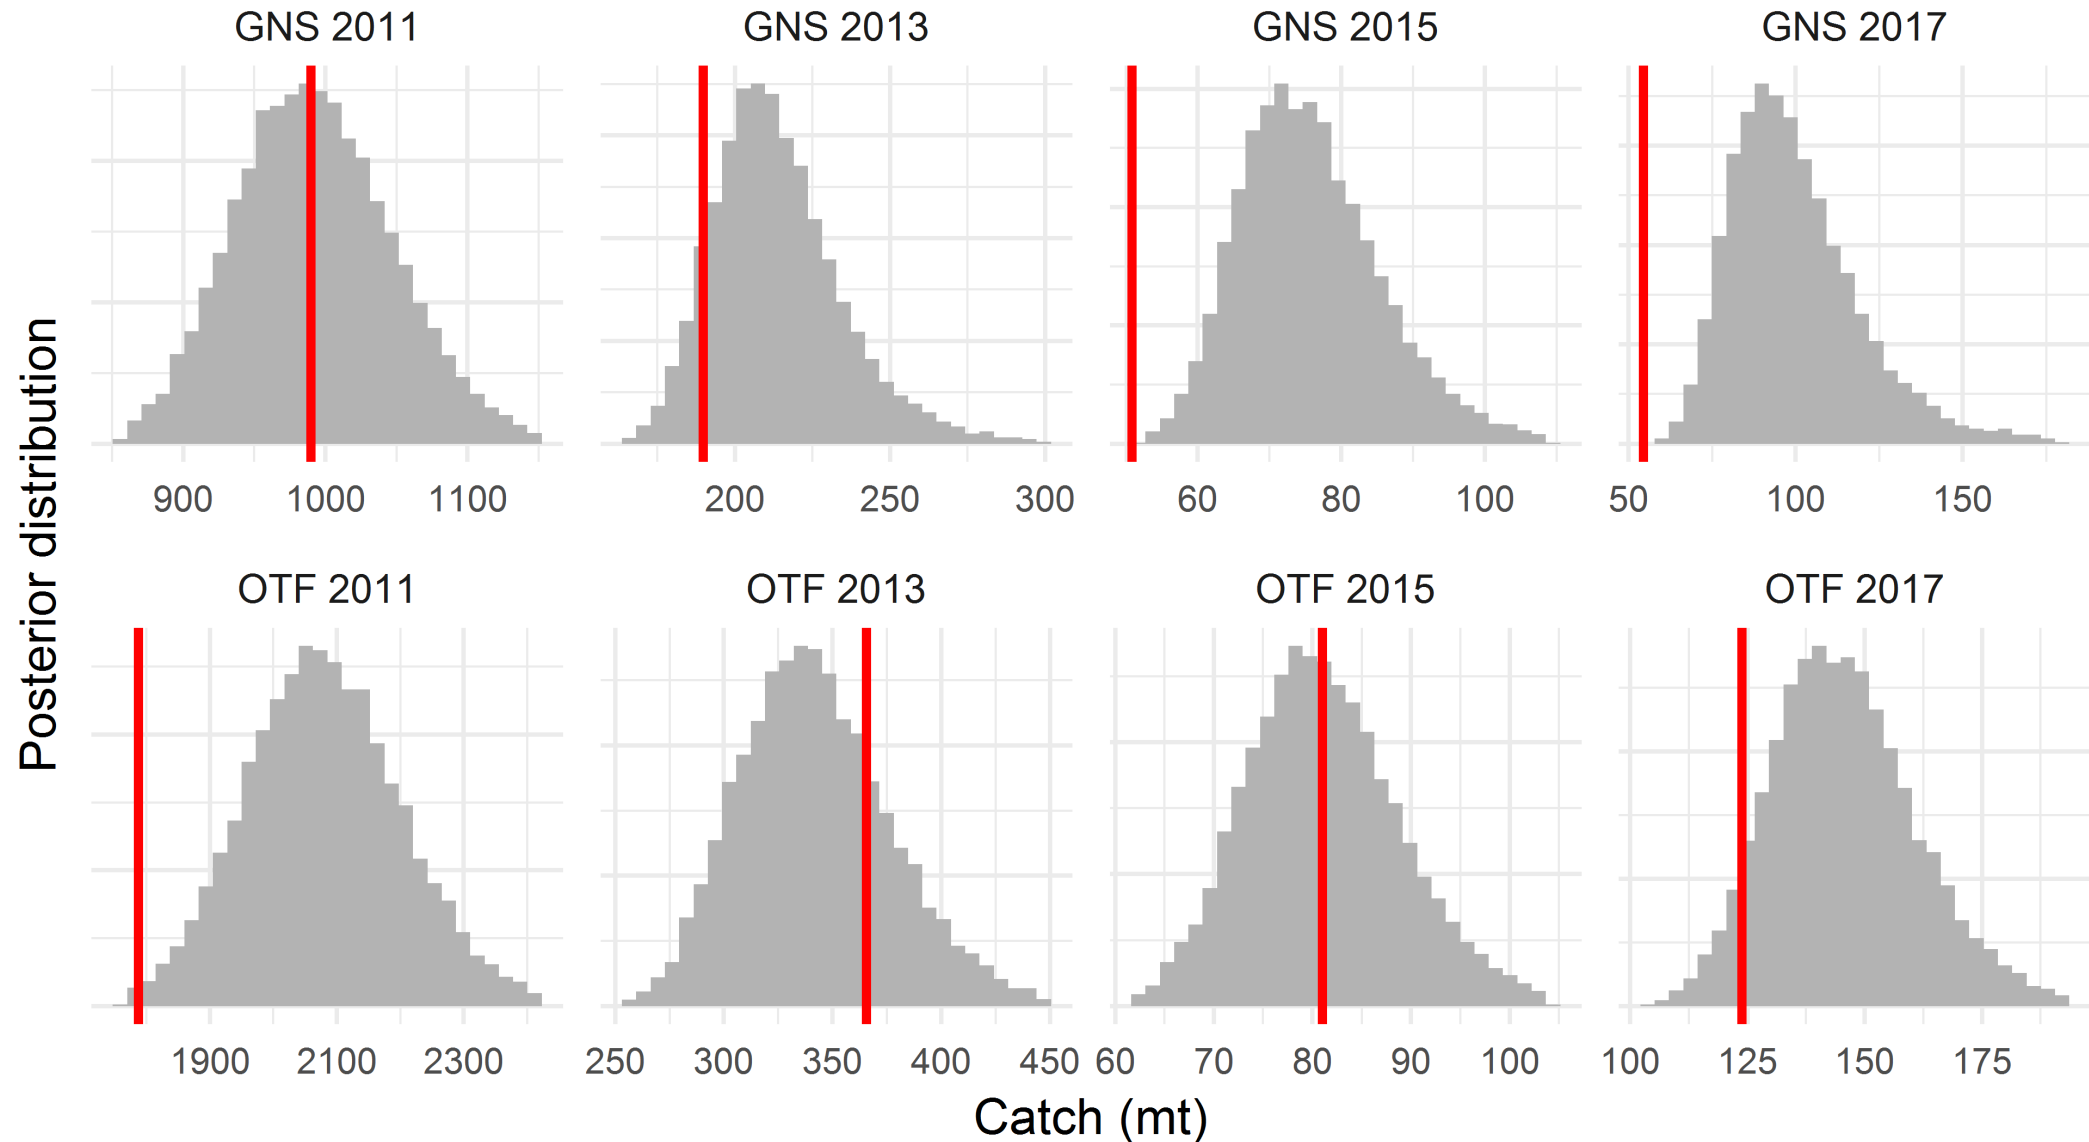 GNS 2011 GNS 2013 GNS 2015 GNS 2017
900 1000 1100 200 250 300 60 80 100 50 100 150
Posterior distribution
OTF 2011 OTF 2013 OTF 2015 OTF 2017
1900 2100 2300 250 300 350 400 450 60 70 80 90 100 100 125 150 175
Catch (mt)